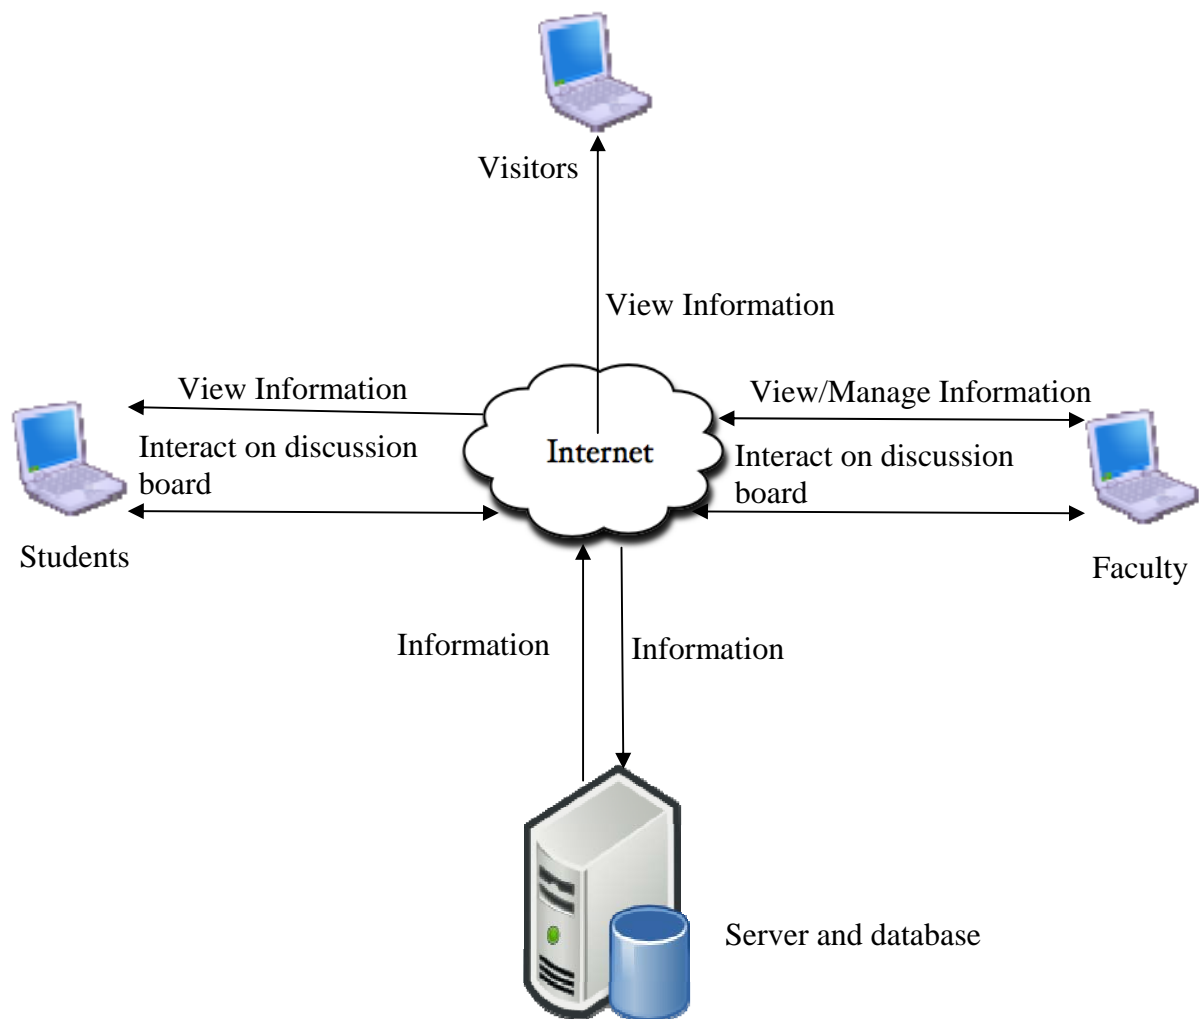 Visitors
View Information
View Information
View/Manage Information
Interact on discussion
board
Internet
Interact on discussion
board
Students
Faculty
Information
Information
Server and database